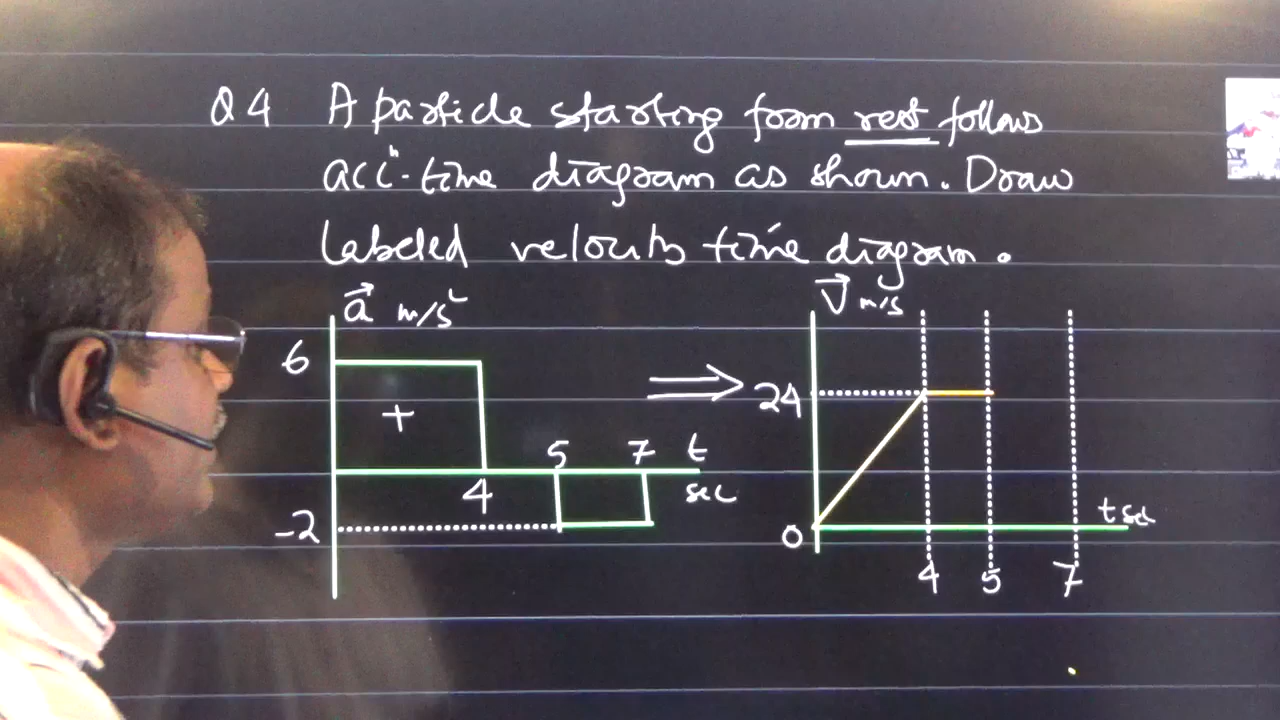 Q4 A particle starting from rest follows
accⁿ-time diagram as shown. Draw
labeled velocity time diagram.
a⃗ m/s²
6
+
5 7 t
sec
4
-2
⟹
V⃗ m/s
24
0
t sec
4 5 7